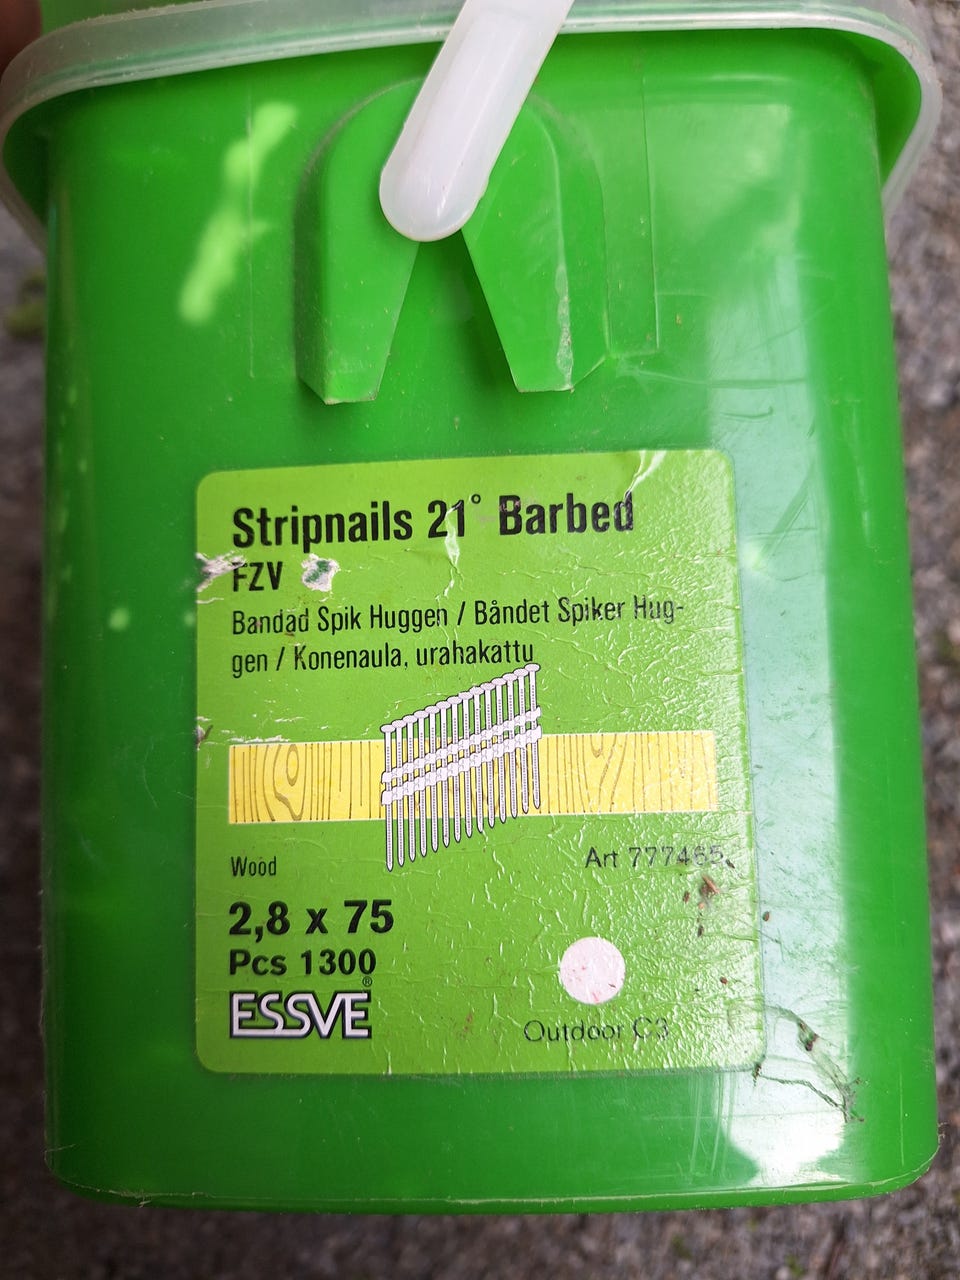 Stripnails 21° Barbed
FZV
Bandad Spik Huggen / Båndet Spiker Hug-
gen / Konenaula, urahakattu
Wood
Art 777465
2,8 x 75
Pcs 1300
ESSVE®
Outdoor C3